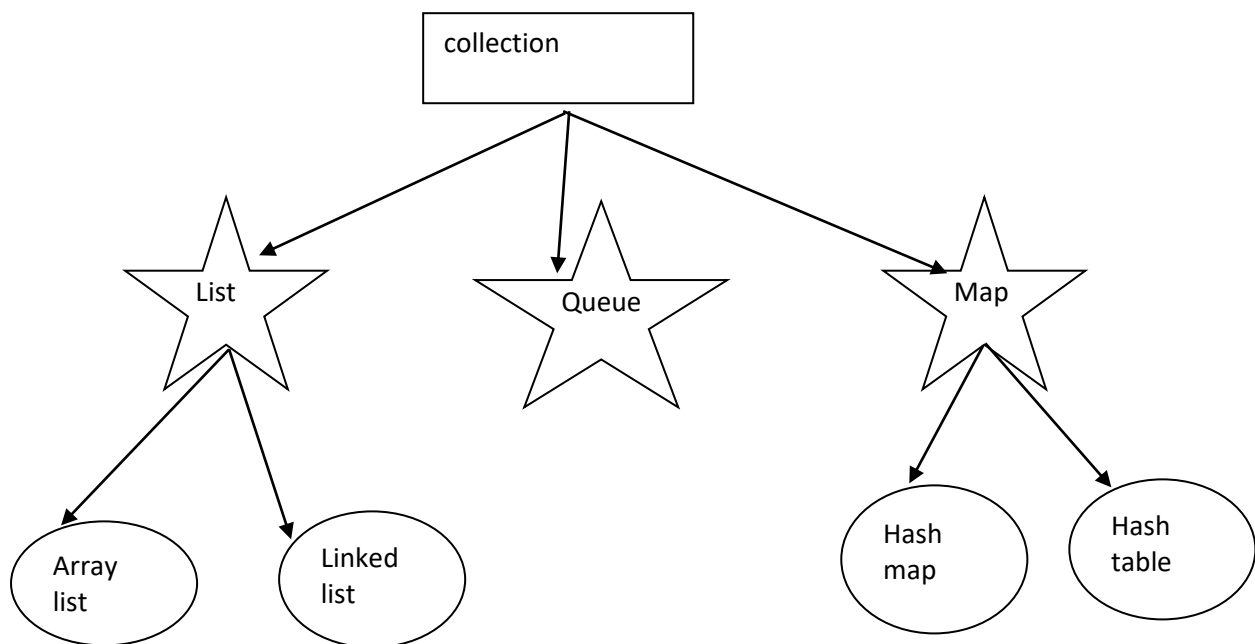 collection
List
Queue
Map
Array
list
Linked
list
Hash
map
Hash
table